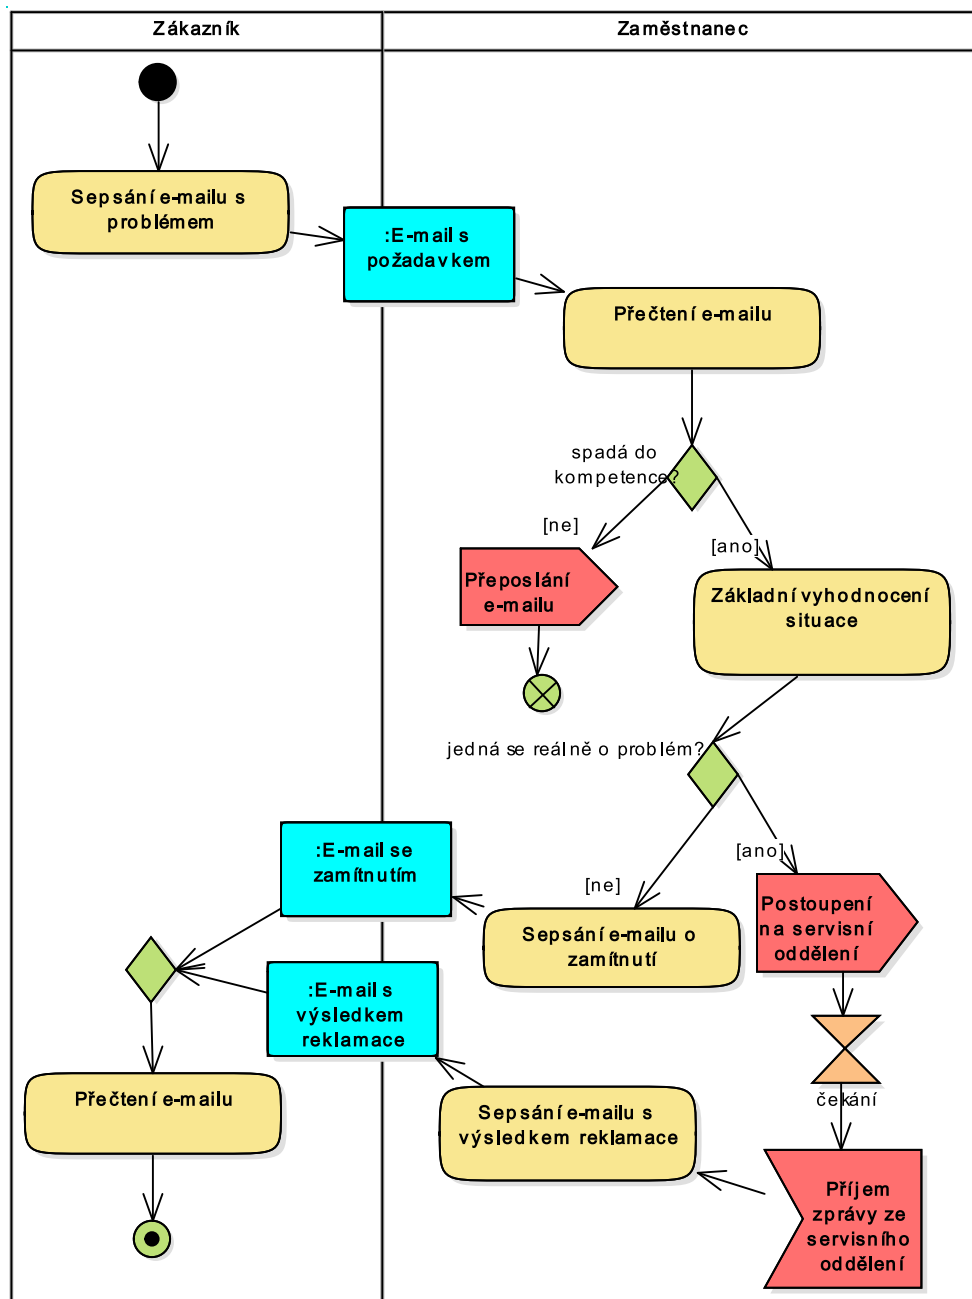 Zákazník
Zaměstnanec
Sepsání e-mailu s
problémem
:E-mail s
požadavkem
Přečtení e-mailu
spadá do
kompetence?
[ne]
[ano]
Přeposlání
e-mailu
Základní vyhodnocení
situace
jedná se reálně o problém?
:E-mail se
zamítnutím
[ne]
[ano]
Sepsání e-mailu o
zamítnutí
Postoupení
na servisní
oddělení
:E-mail s
výsledkem
reklamace
Přečtení e-mailu
Sepsání e-mailu s
výsledkem reklamace
čekání
Příjem
zprávy ze
servisního
oddělení